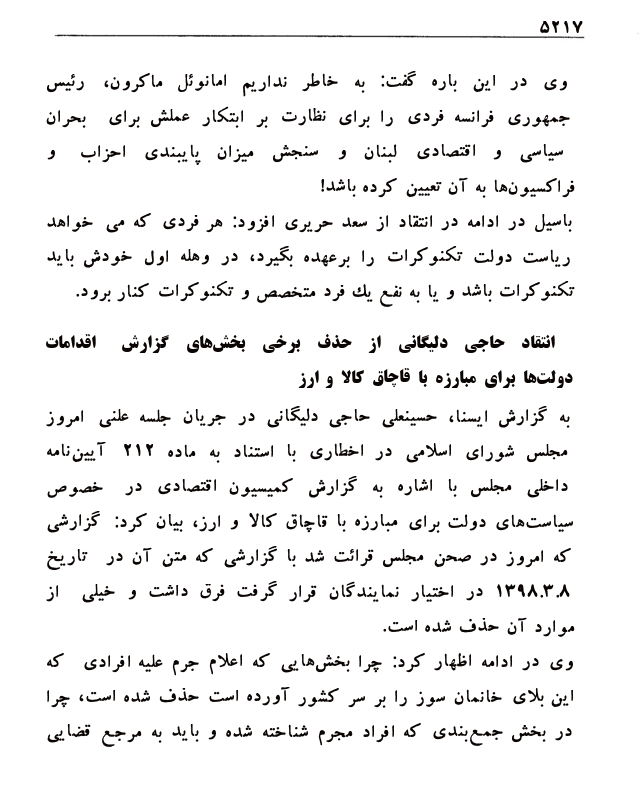 ۵۲۱۷
وی در این باره گفت: به خاطر نداریم امانوئل ماکرون، رئیس
جمهوری فرانسه فردی را برای نظارت بر ابتکار عملش برای بحران
سیاسی و اقتصادی لبنان و سنجش میزان پایبندی احزاب و
فراکسیون‌ها به آن تعیین کرده باشد!
باسیل در ادامه در انتقاد از سعد حریری افزود: هر فردی که می خواهد
ریاست دولت تکنوکرات را برعهده بگیرد، در وهله اول خودش باید
تکنوکرات باشد و یا به نفع یك فرد متخصص و تکنوکرات کنار برود.
انتقاد حاجی دلیگانی از حذف برخی بخش‌های گزارش اقدامات
دولت‌ها برای مبارزه با قاچاق کالا و ارز
به گزارش ایسنا، حسینعلی حاجی دلیگانی در جریان جلسه علنی امروز
مجلس شورای اسلامی در اخطاری با استناد به ماده ۲۱۲ آیین‌نامه
داخلی مجلس با اشاره به گزارش کمیسیون اقتصادی در خصوص
سیاست‌های دولت برای مبارزه با قاچاق کالا و ارز، بیان کرد: گزارشی
که امروز در صحن مجلس قرائت شد با گزارشی که متن آن در تاریخ
۱۳۹۸.۳.۸ در اختیار نمایندگان قرار گرفت فرق داشت و خیلی از
موارد آن حذف شده است.
وی در ادامه اظهار کرد: چرا بخش‌هایی که اعلام جرم علیه افرادی که
این بلای خانمان سوز را بر سر کشور آورده است حذف شده است، چرا
در بخش جمع‌بندی که افراد مجرم شناخته شده و باید به مرجع قضایی